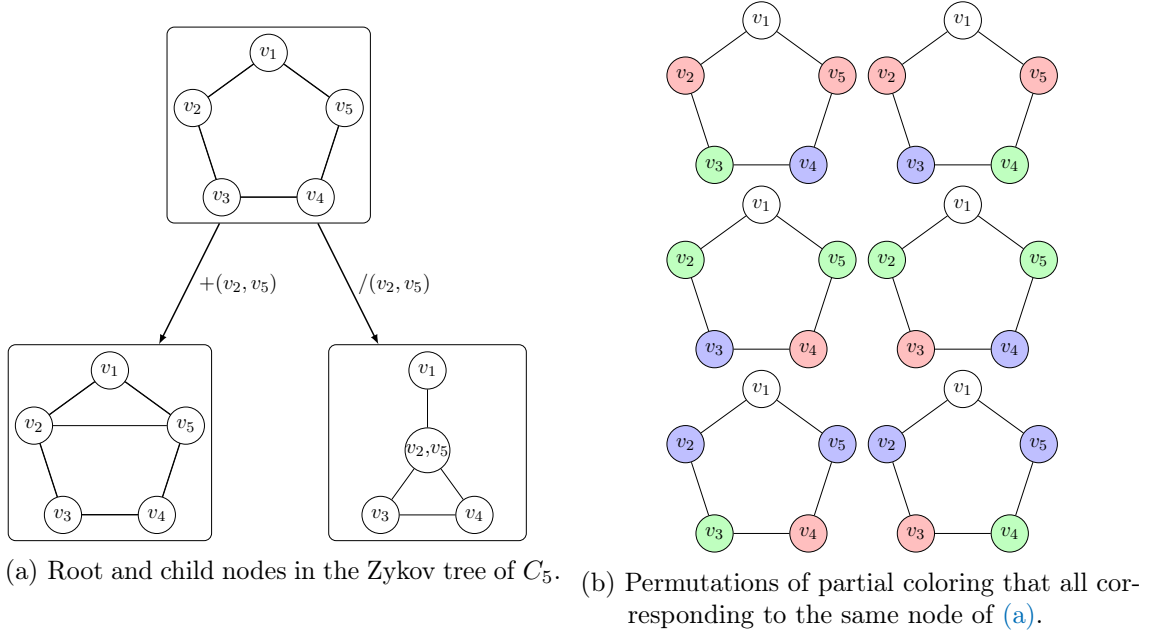 v1
v2
v5
v3
v4
+(v2, v5)
/(v2, v5)
v1
v2
v5
v3
v4
v1
v2,v5
v3
v4
(a) Root and child nodes in the Zykov tree of C5.
v1
v2
v5
v3
v4
v1
v2
v5
v3
v4
v1
v2
v5
v3
v4
v1
v2
v5
v3
v4
v1
v2
v5
v3
v4
v1
v2
v5
v3
v4
(b) Permutations of partial coloring that all cor-
responding to the same node of (a).